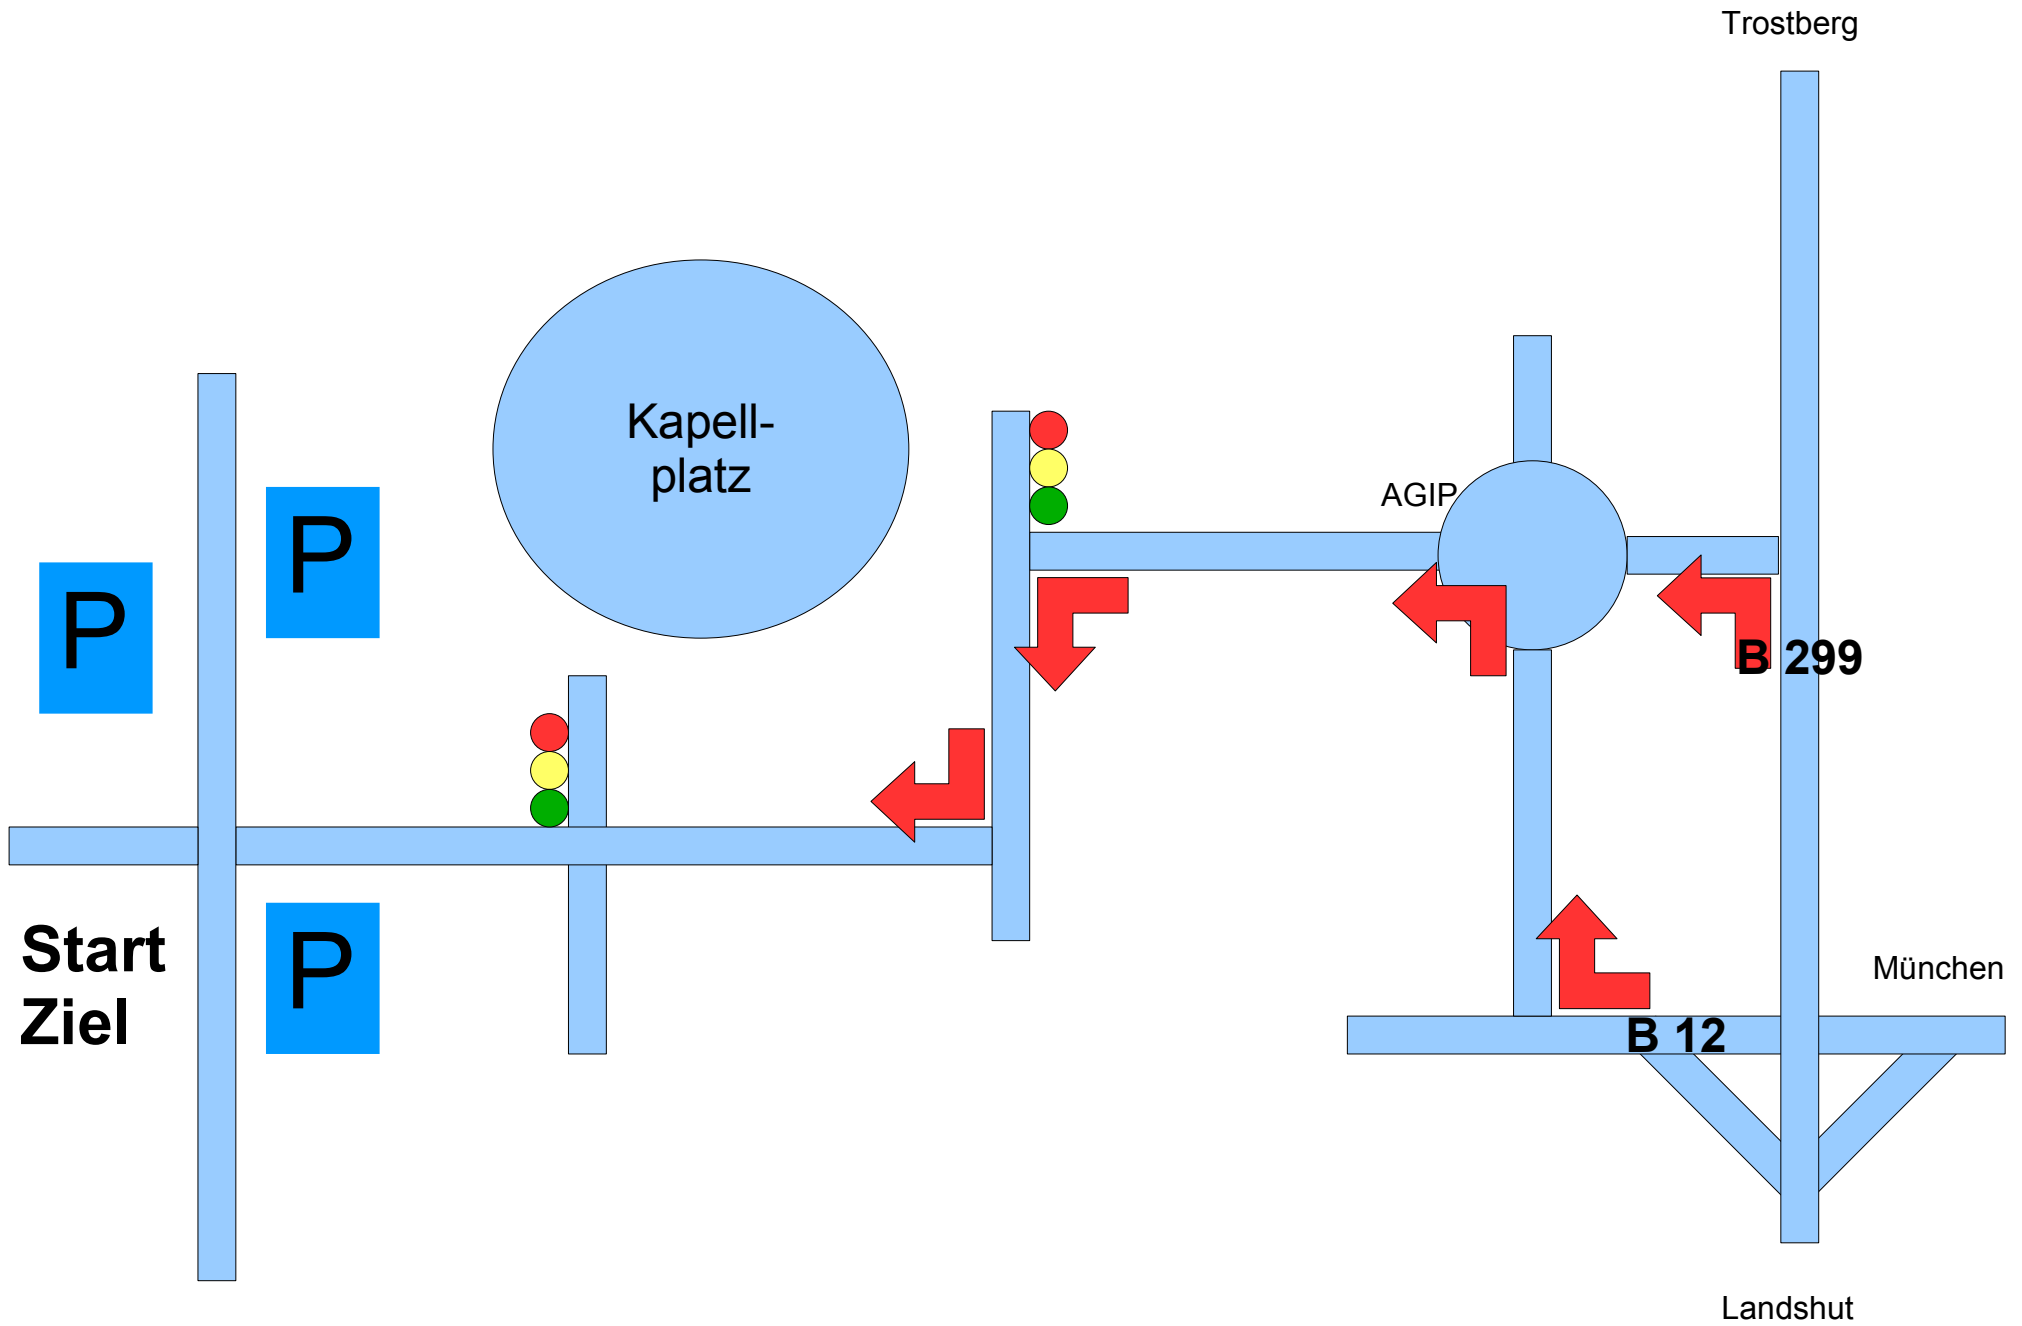 Trostberg
Kapell-
platz
AGIP
P
P
B 299
Start
Ziel
P
München
B 12
Landshut